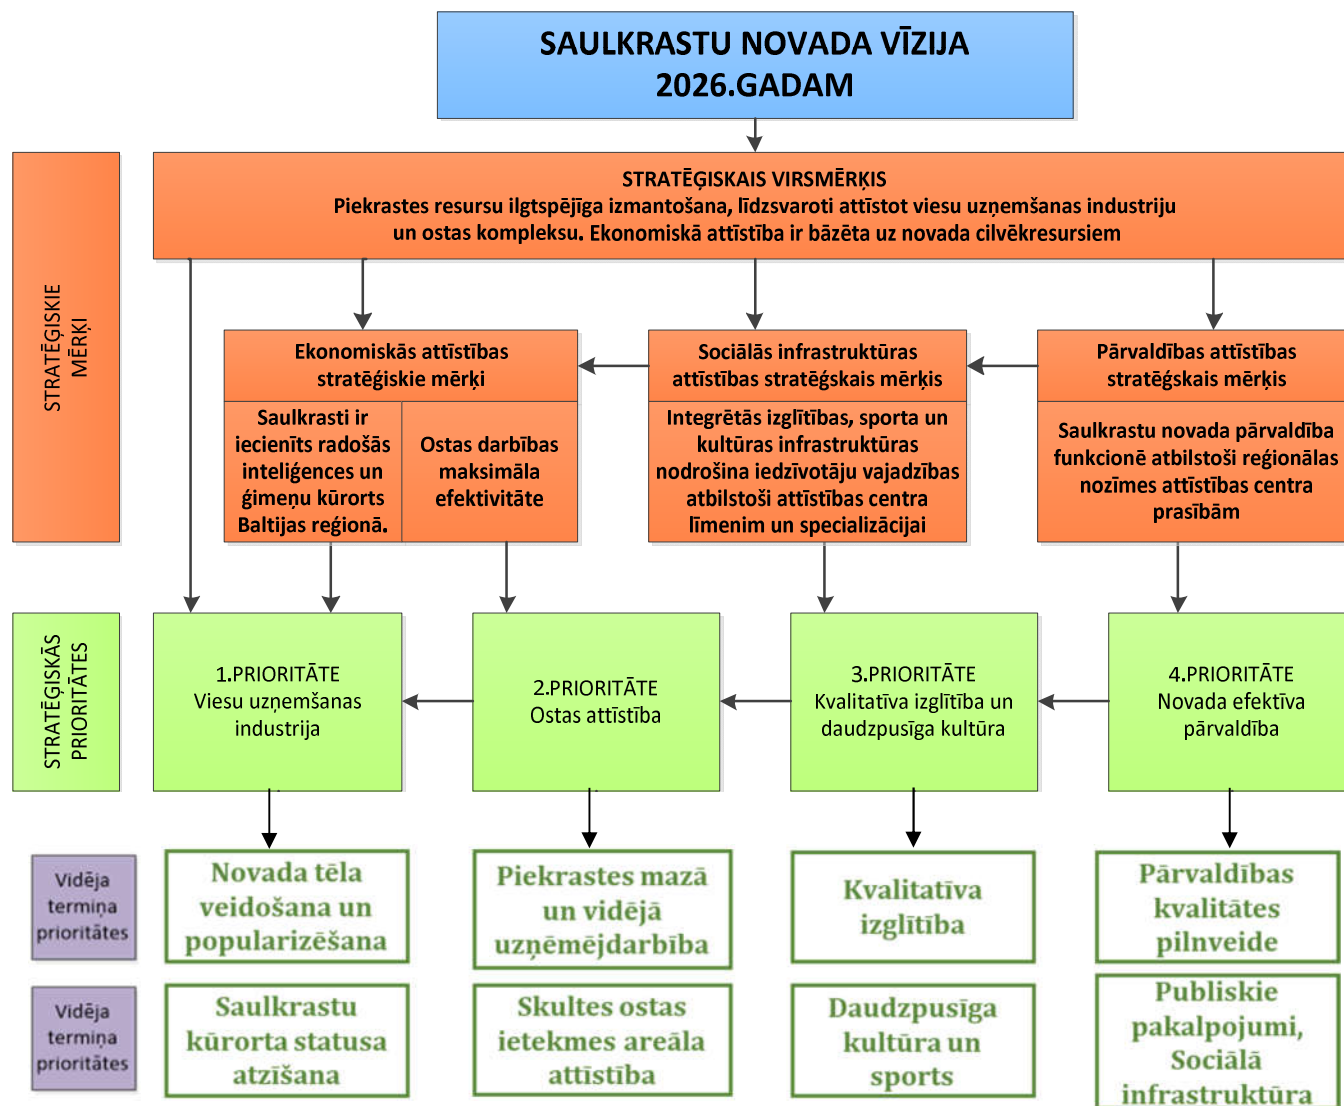 SAULKRASTU NOVADA VĪZIJA
2026.GADAM
STRATĒĢISKIE
MĒRĶI
STRATĒĢISKAIS VIRSMĒRĶIS
Piekrastes resursu ilgtspējīga izmantošana, līdzsvaroti attīstot viesu uzņemšanas industriju
un ostas kompleksu. Ekonomiskā attīstība ir bāzēta uz novada cilvēkresursiem
Ekonomiskās attīstības
stratēģiskie mērķi
Saulkrasti ir
iecienīts radošās
inteliģences un
ģimeņu kūrorts
Baltijas reģionā.
Ostas darbības
maksimāla
efektivitāte
Sociālās infrastruktūras
attīstības stratēģskais mērķis
Integrētās izglītības, sporta un
kultūras infrastruktūras
nodrošina iedzīvotāju vajadzības
atbilstoši attīstības centra
līmenim un specializācijai
Pārvaldības attīstības
stratēģskais mērķis
Saulkrastu novada pārvaldība
funkcionē atbilstoši reģionālas
nozīmes attīstības centra
prasībām
STRATĒĢISKĀS
PRIORITĀTES
1.PRIORITĀTE
Viesu uzņemšanas
industrija
2.PRIORITĀTE
Ostas attīstība
3.PRIORITĀTE
Kvalitatīva izglītība un
daudzpusīga kultūra
4.PRIORITĀTE
Novada efektīva
pārvaldība
Vidēja
termiņa
prioritātes
Novada tēla
veidošana un
popularizēšana
Piekrastes mazā
un vidējā
uzņēmējdarbība
Kvalitatīva
izglītība
Pārvaldības
kvalitātes
pilnveide
Vidēja
termiņa
prioritātes
Saulkrastu
kūrorta statusa
atzīšana
Skultes ostas
ietekmes areāla
attīstība
Daudzpusīga
kultūra un
sports
Publiskie
pakalpojumi,
Sociālā
infrastruktūra